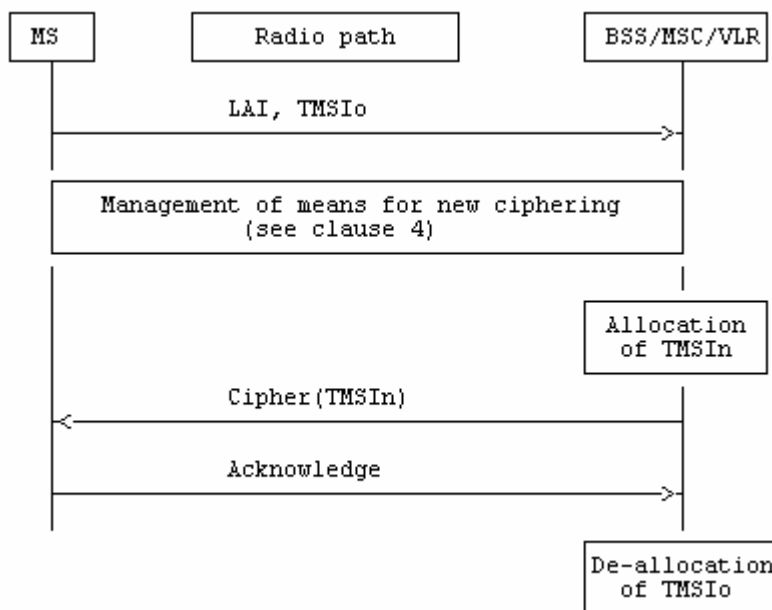 MS
Radio path
BSS/MSC/VLR
LAI, TMSIo
Management of means for new ciphering
(see clause 4)
Allocation
of TMSIn
Cipher(TMSIn)
Acknowledge
De-allocation
of TMSIo